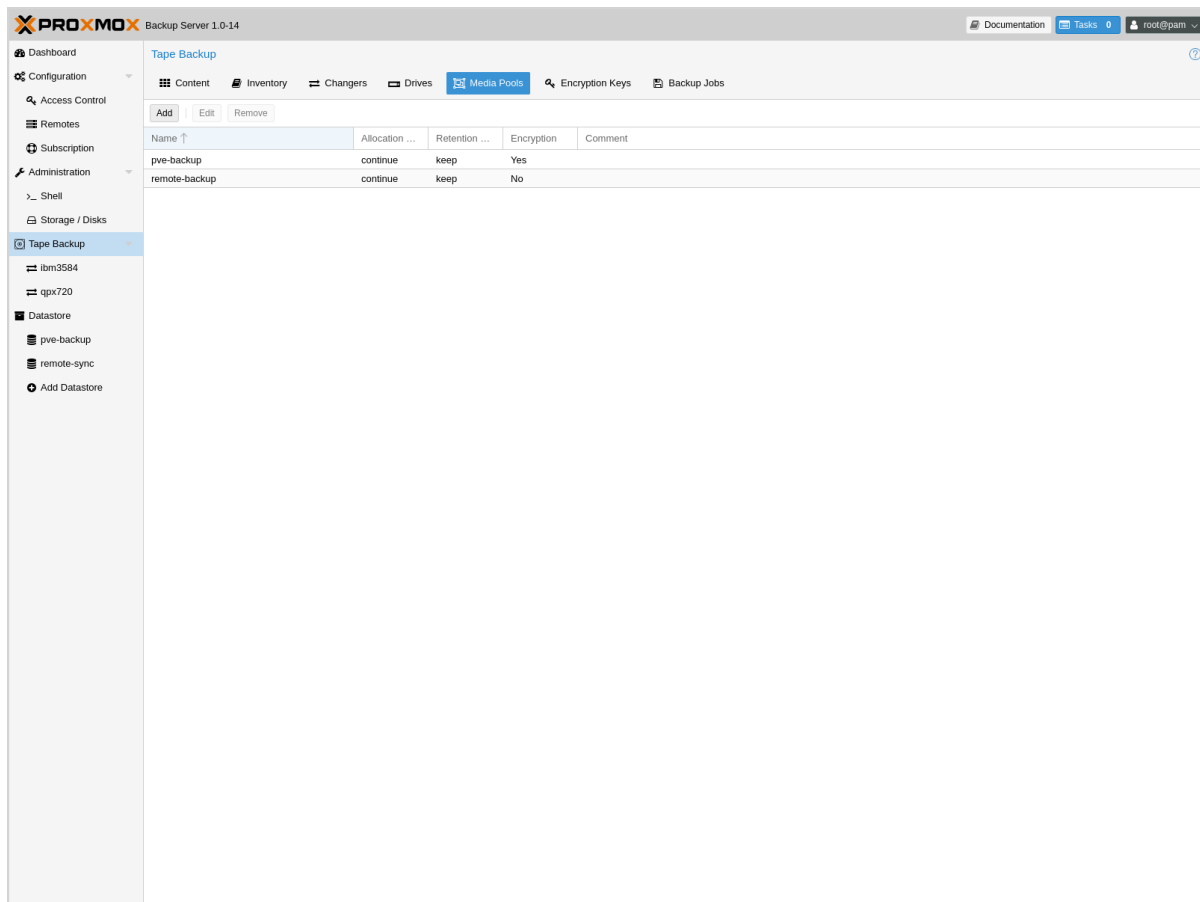 PROXMOX Backup Server 1.0-14 Documentation Tasks 0 root@pam
Dashboard
Configuration
Access Control
Remotes
Subscription
Administration
Shell
Storage / Disks
Tape Backup
ibm3584
qpx720
Datastore
pve-backup
remote-sync
Add Datastore
Tape Backup
Content Inventory Changers Drives Media Pools Encryption Keys Backup Jobs
Add Edit Remove
Name Allocation ... Retention ... Encryption Comment
pve-backup continue keep Yes
remote-backup continue keep No